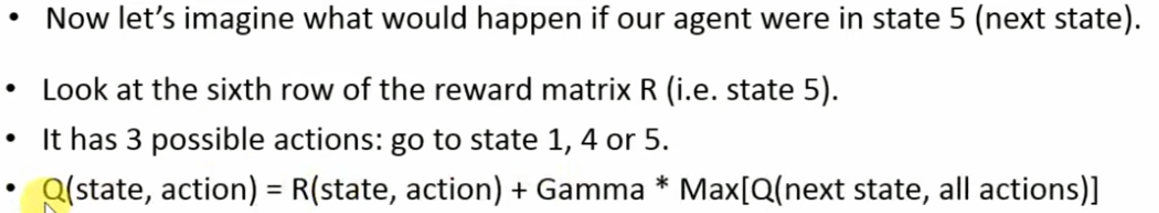 • Now let’s imagine what would happen if our agent were in state 5 (next state).
• Look at the sixth row of the reward matrix R (i.e. state 5).
• It has 3 possible actions: go to state 1, 4 or 5.
• Q(state, action) = R(state, action) + Gamma * Max[Q(next state, all actions)]